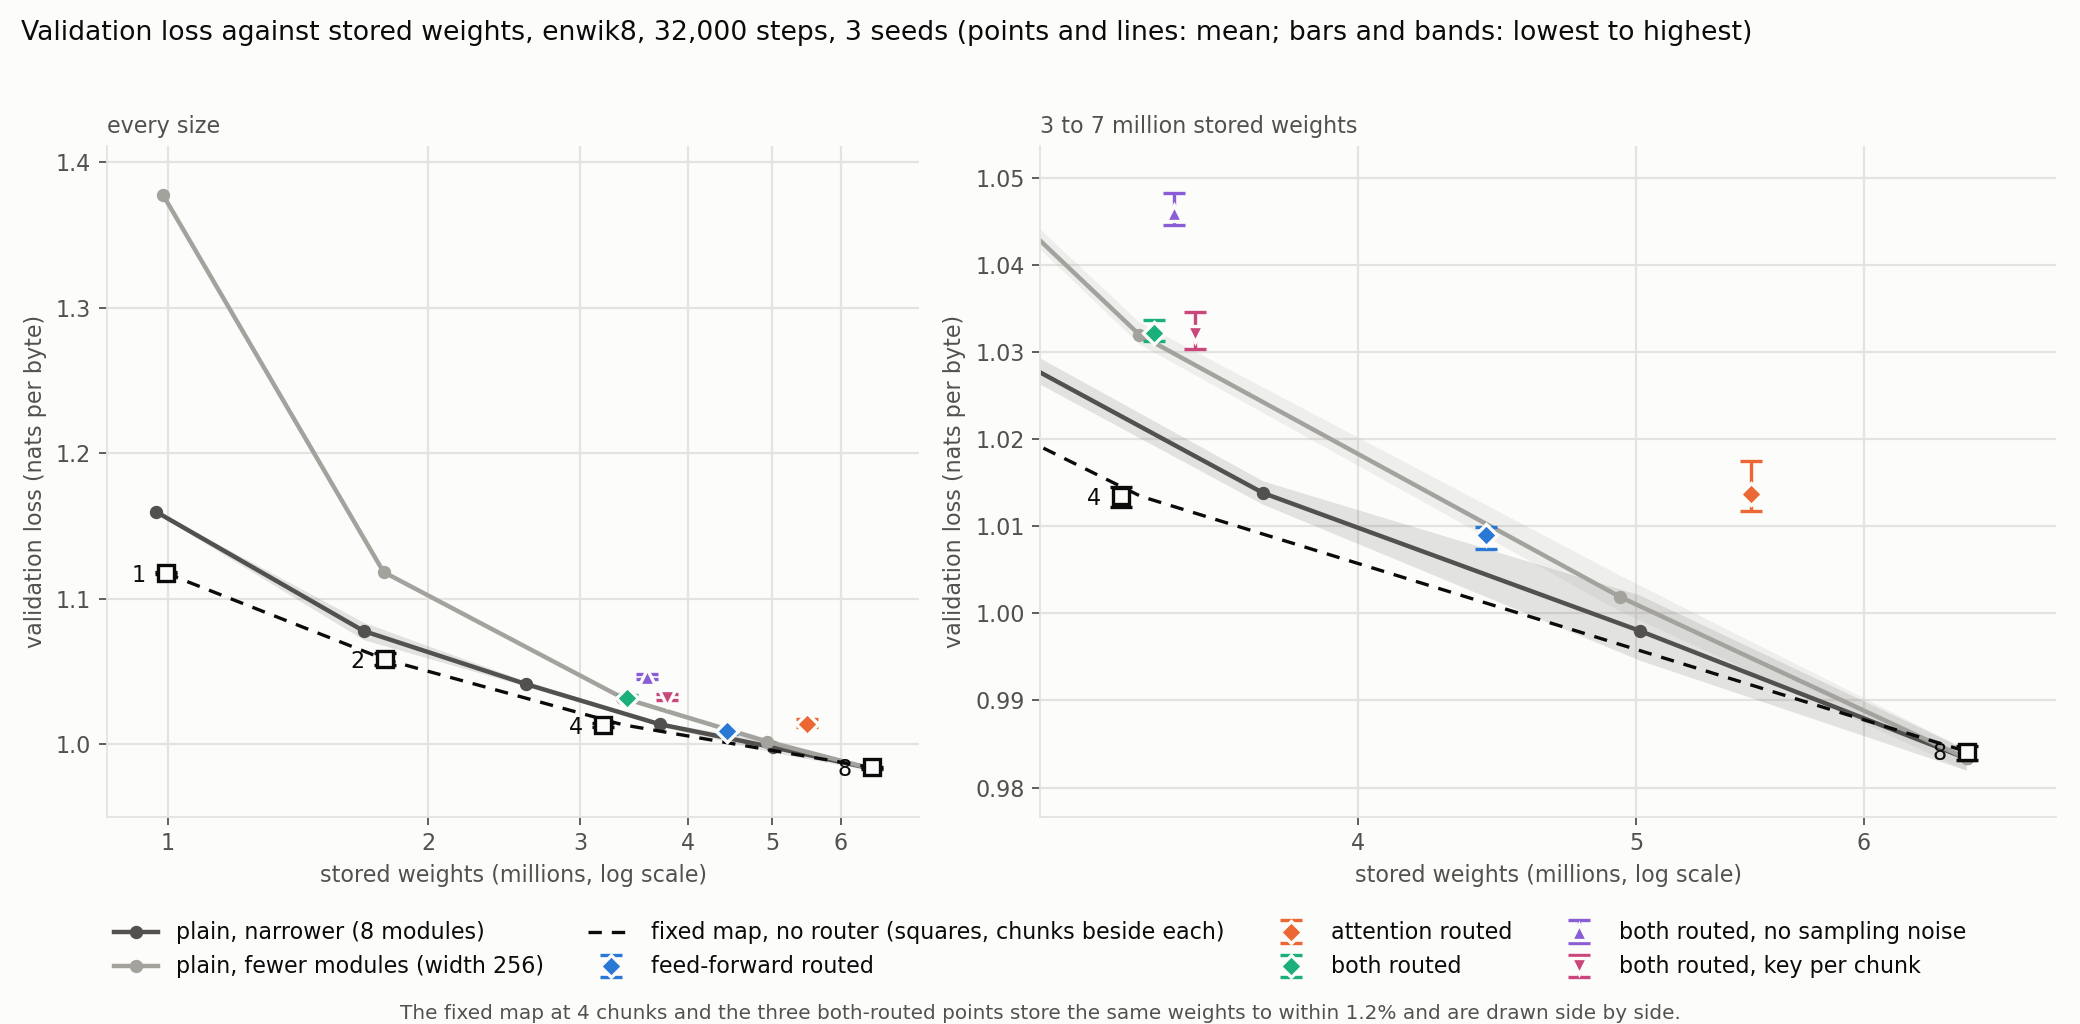 Validation loss against stored weights, enwik8, 32,000 steps, 3 seeds (points and lines: mean; bars and bands: lowest to highest)
every size
validation loss (nats per byte)
1.4
1.3
1.2
1.1
1.0
1
2
4
8
1
2
3
4
5
6
stored weights (millions, log scale)
3 to 7 million stored weights
validation loss (nats per byte)
1.05
1.04
1.03
1.02
1.01
1.00
0.99
0.98
4
8
4
5
6
stored weights (millions, log scale)
plain, narrower (8 modules)
plain, fewer modules (width 256)
fixed map, no router (squares, chunks beside each)
feed-forward routed
attention routed
both routed
both routed, no sampling noise
both routed, key per chunk
The fixed map at 4 chunks and the three both-routed points store the same weights to within 1.2% and are drawn side by side.